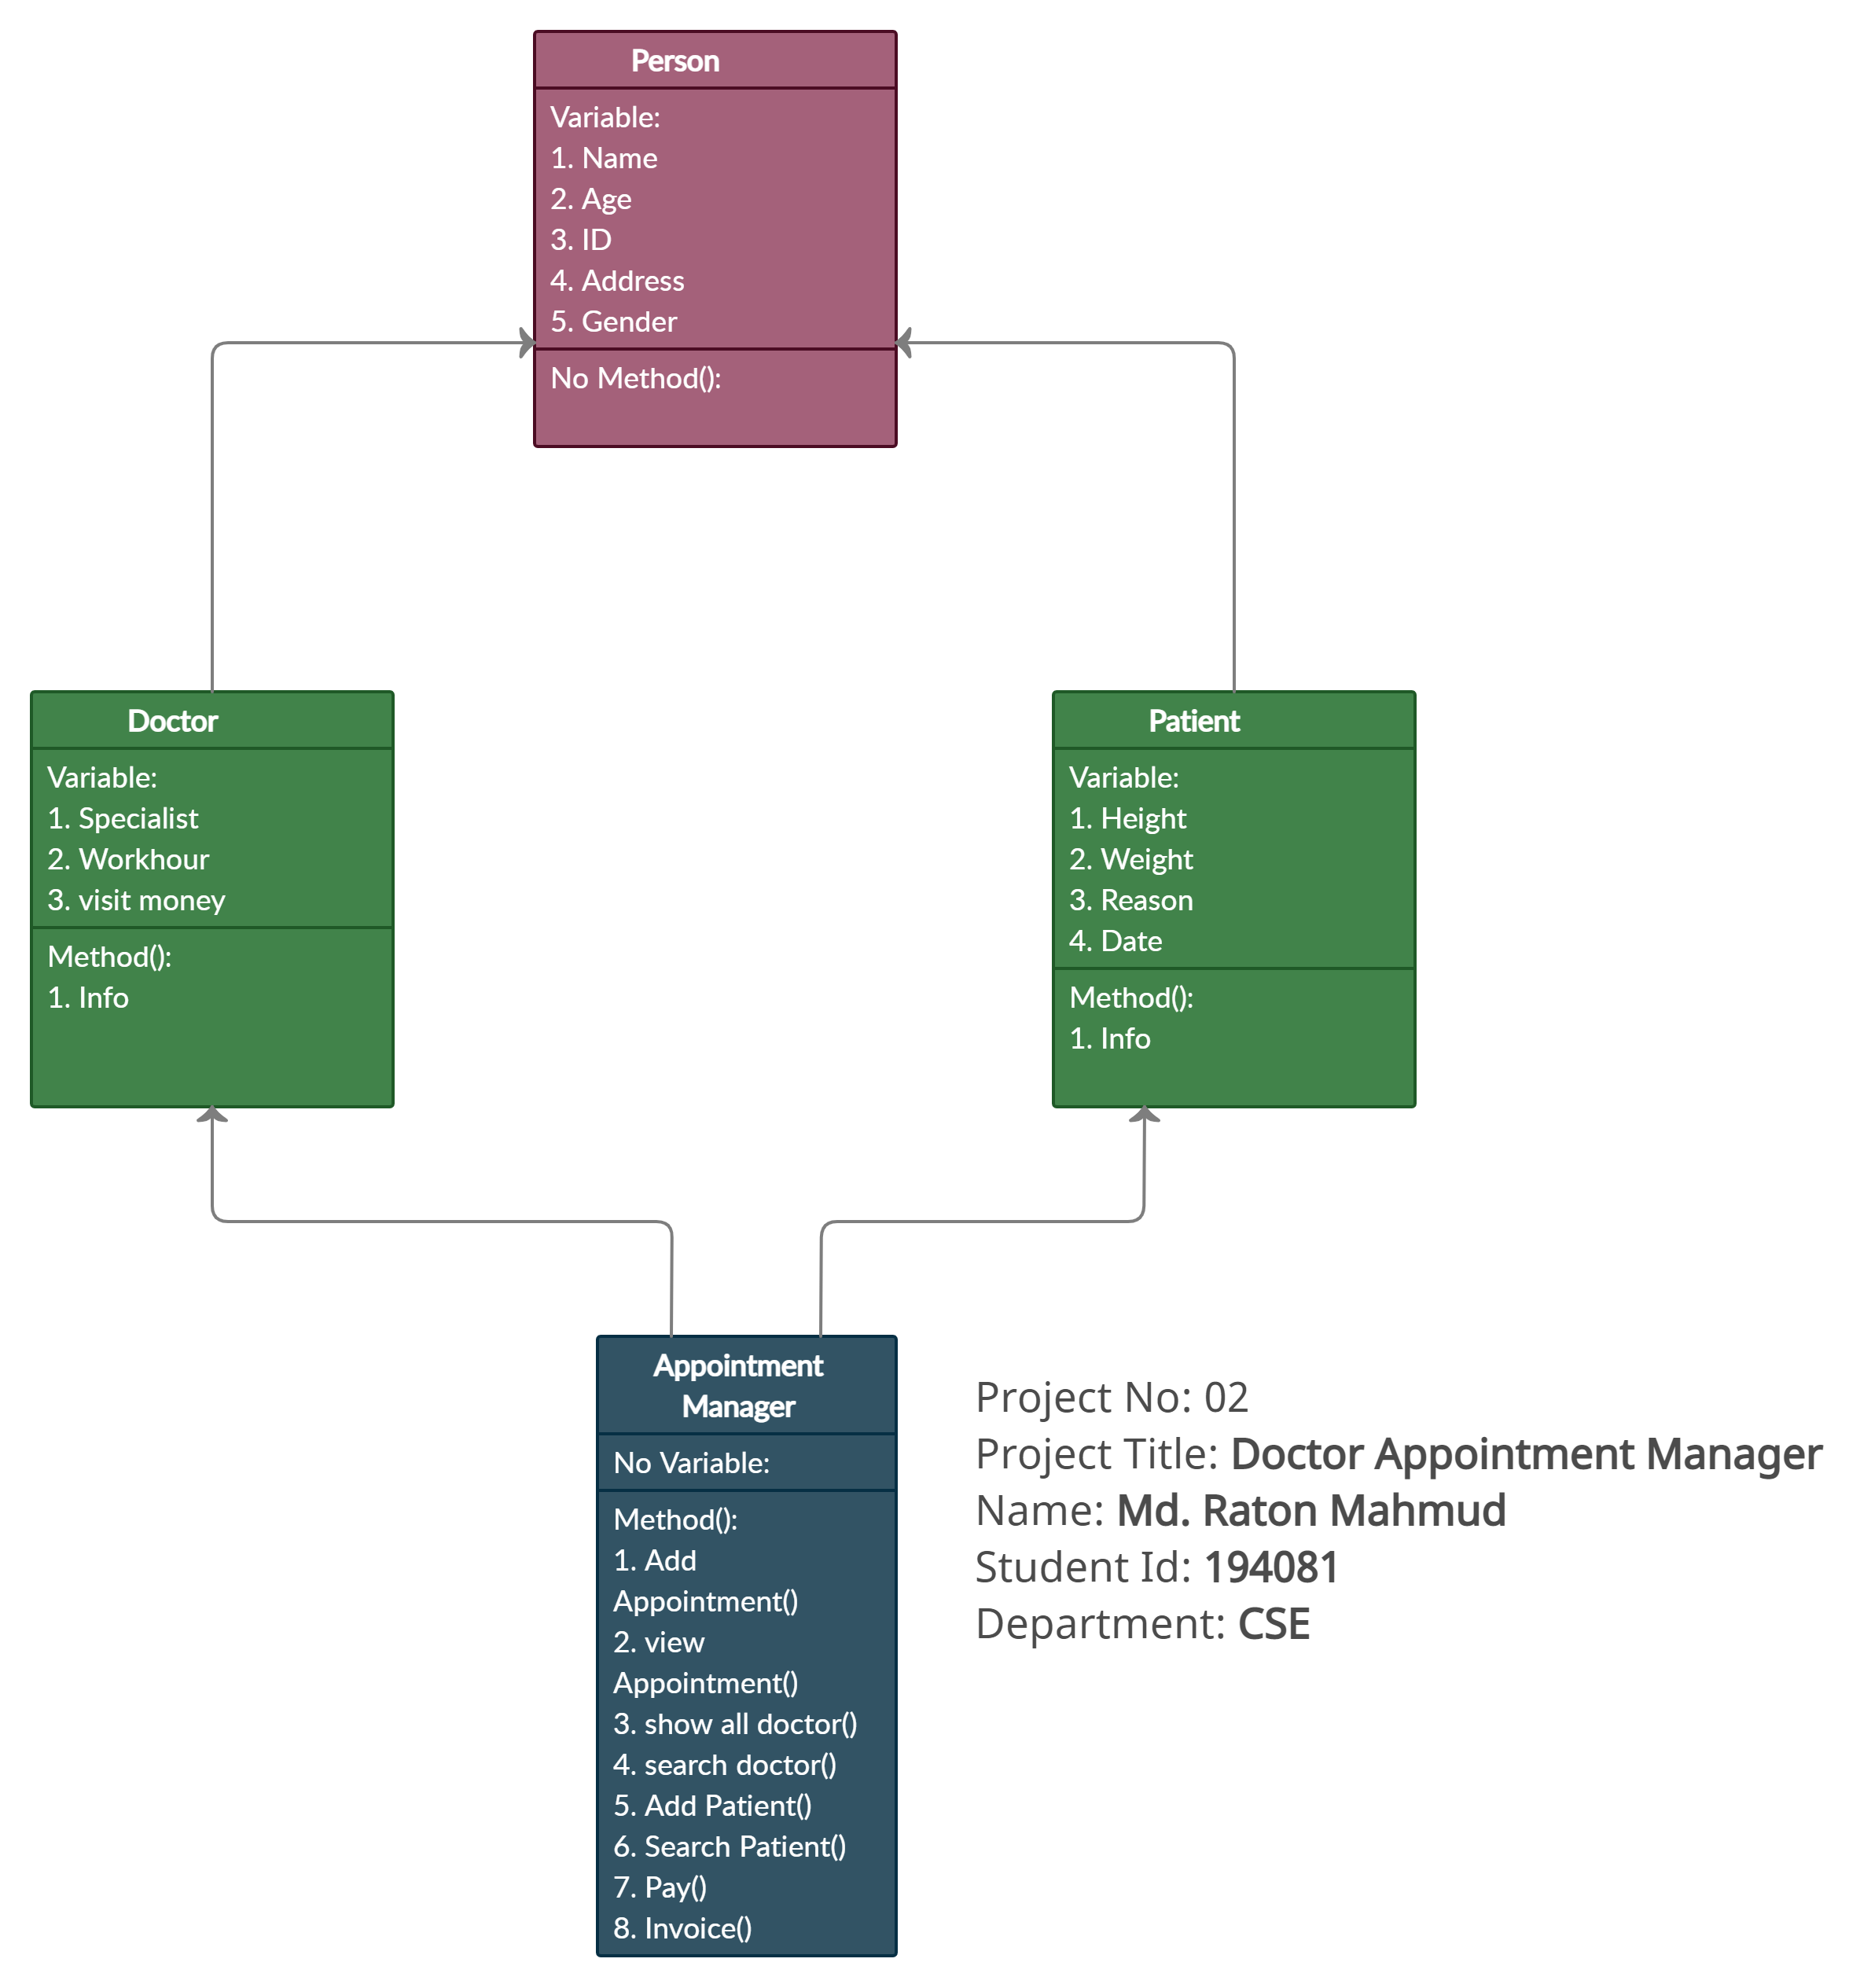 Person
Variable:
1. Name
2. Age
3. ID
4. Address
5. Gender
No Method():
Doctor
Variable:
1. Specialist
2. Workhour
3. visit money
Method():
1. Info
Patient
Variable:
1. Height
2. Weight
3. Reason
4. Date
Method():
1. Info
Appointment
Manager
No Variable:
Method():
1. Add
Appointment()
2. view
Appointment()
3. show all doctor()
4. search doctor()
5. Add Patient()
6. Search Patient()
7. Pay()
8. Invoice()
Project No: 02
Project Title: Doctor Appointment Manager
Name: Md. Raton Mahmud
Student Id: 194081
Department: CSE